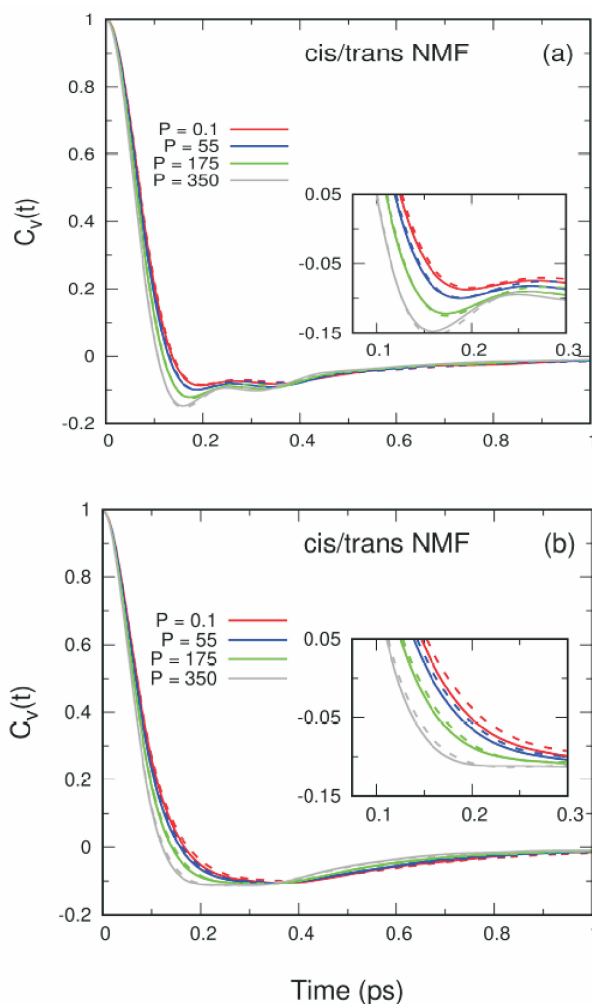 cis/trans NMF (a)
P = 0.1
P = 55
P = 175
P = 350
Cv(t)
1
0.8
0.6
0.4
0.2
0
-0.2
0 0.2 0.4 0.6 0.8 1
0.05
-0.05
-0.15
0.1 0.2 0.3
cis/trans NMF (b)
P = 0.1
P = 55
P = 175
P = 350
Cv(t)
1
0.8
0.6
0.4
0.2
0
-0.2
0 0.2 0.4 0.6 0.8 1
0.05
-0.05
-0.15
0.1 0.2 0.3
Time (ps)